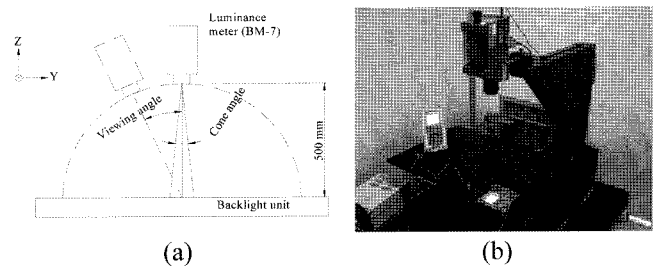 Luminance
meter (BM-7)
Z
Y
Viewing angle
Cone angle
500 mm
Backlight unit
(a)
(b)